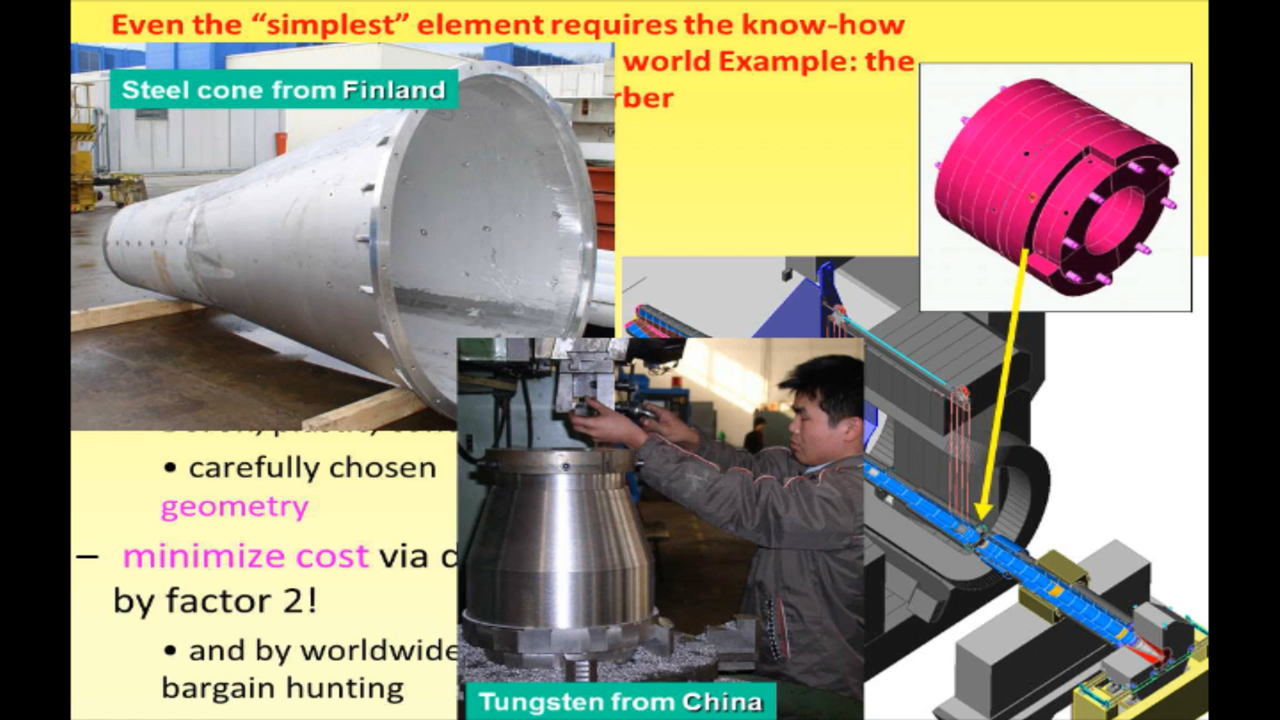 Even the “simplest” element requires the know-how
world Example: the
Steel cone from Finland
• carefully chosen
geometry
– minimize cost via
by factor 2!
• and by worldwide
bargain hunting
Tungsten from China